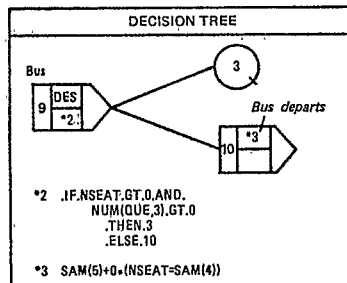 DECISION TREE
Bus
3
9
DES
*2
Bus departs
10
*3
*2 .IF.NSEAT.GT.0.AND.
NUM(QUE,3).GT.0
.THEN.3
.ELSE.10
*3 SAM(5)+0*(NSEAT=SAM(4))